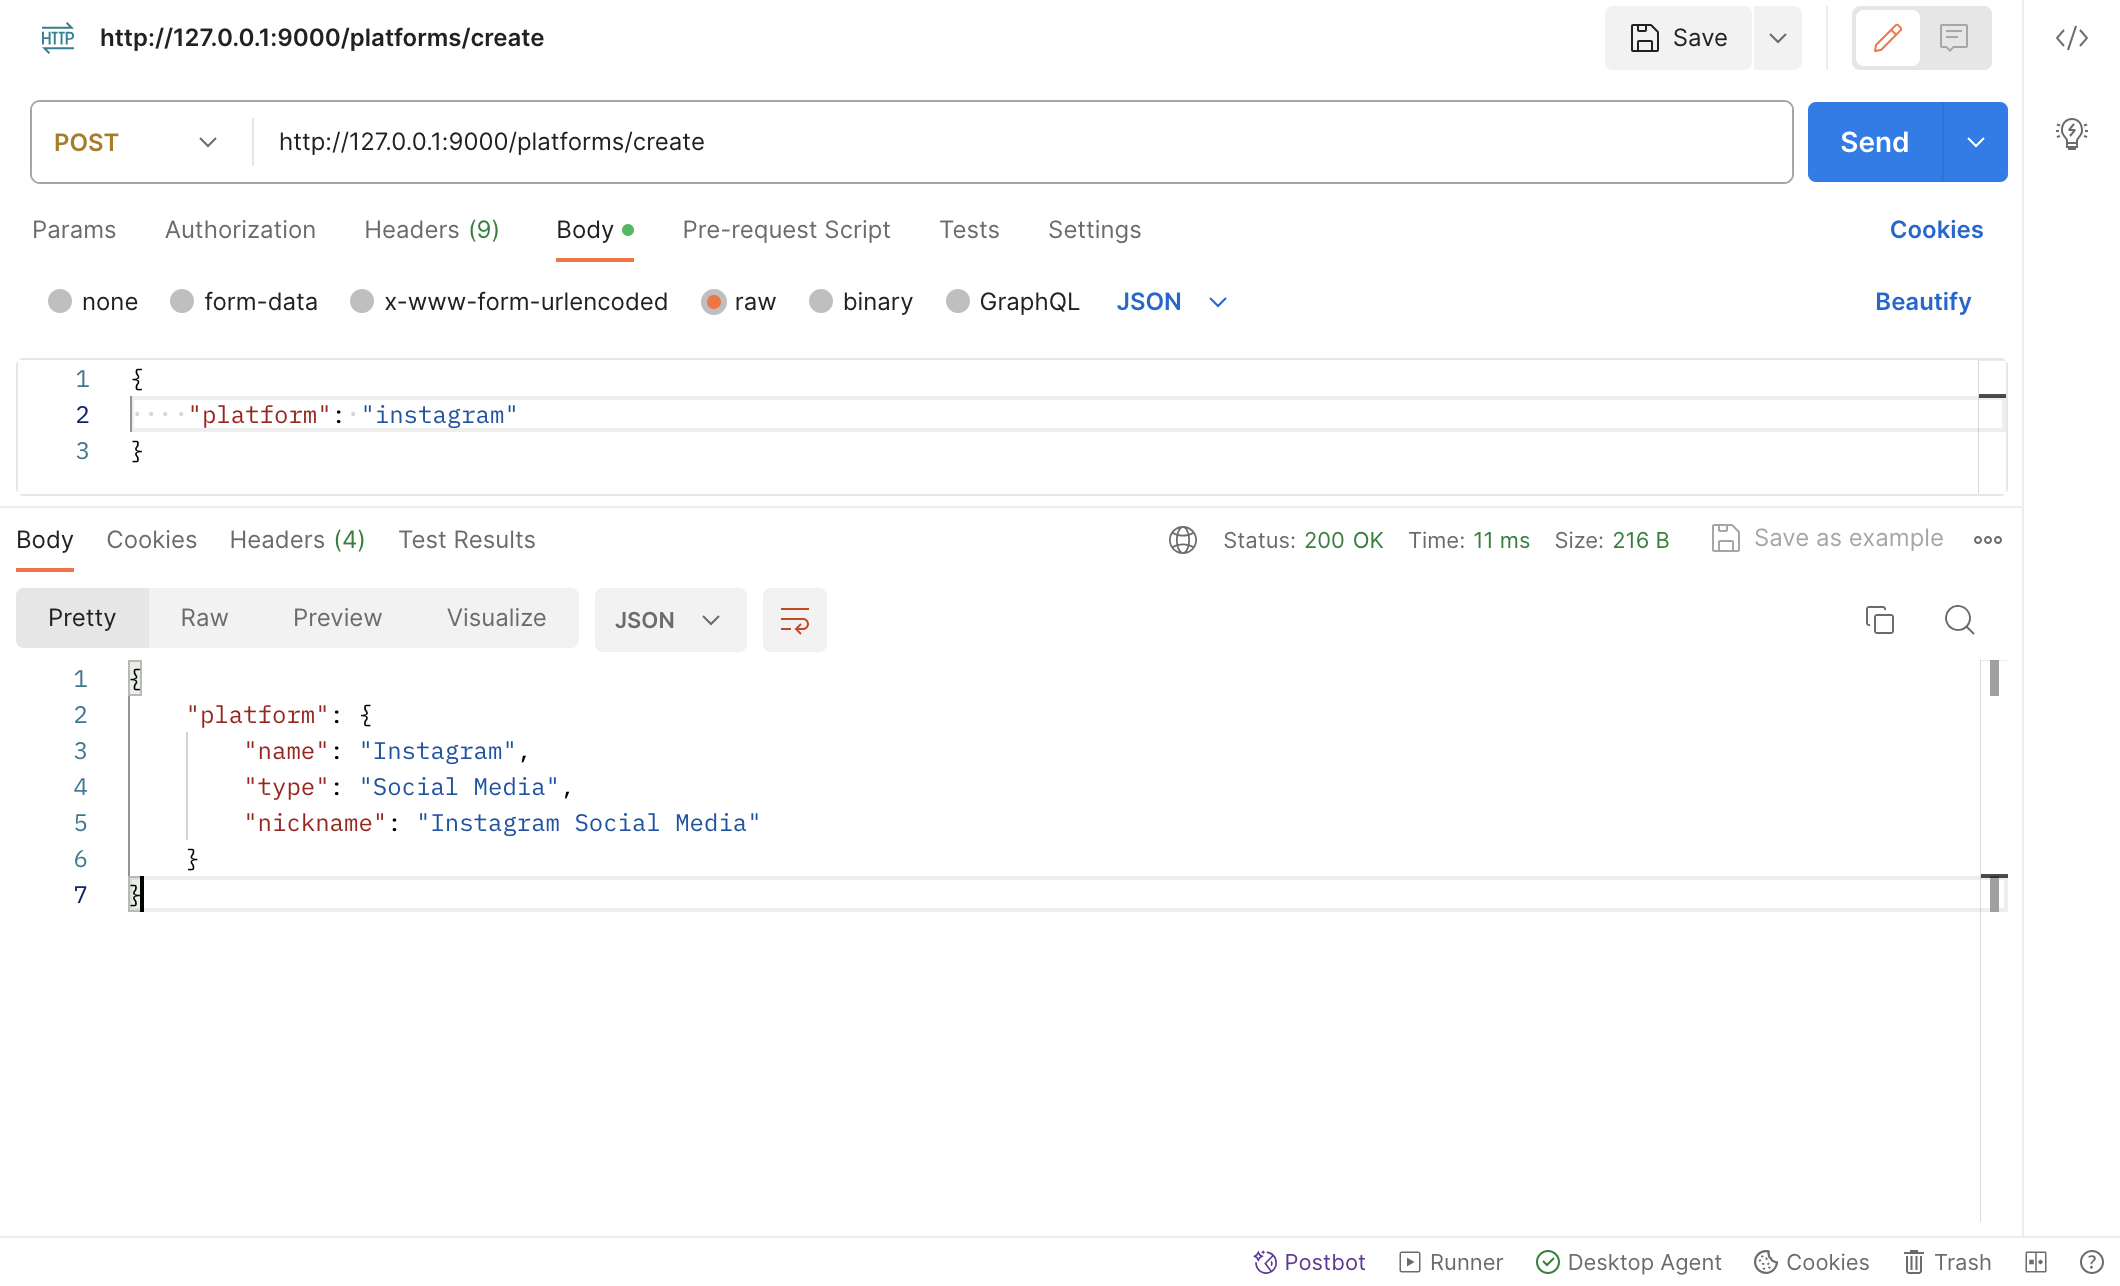 HTTP http://127.0.0.1:9000/platforms/create Save
POST http://127.0.0.1:9000/platforms/create Send
Params Authorization Headers (9) Body Pre-request Script Tests Settings Cookies
none form-data x-www-form-urlencoded raw binary GraphQL JSON Beautify
1 {
2 ····"platform":·"instagram"
3 }
Body Cookies Headers (4) Test Results Status: 200 OK Time: 11 ms Size: 216 B Save as example
Pretty Raw Preview Visualize JSON
1 {
2 "platform": {
3 "name": "Instagram",
4 "type": "Social Media",
5 "nickname": "Instagram Social Media"
6 }
7 }
Postbot Runner Desktop Agent Cookies Trash